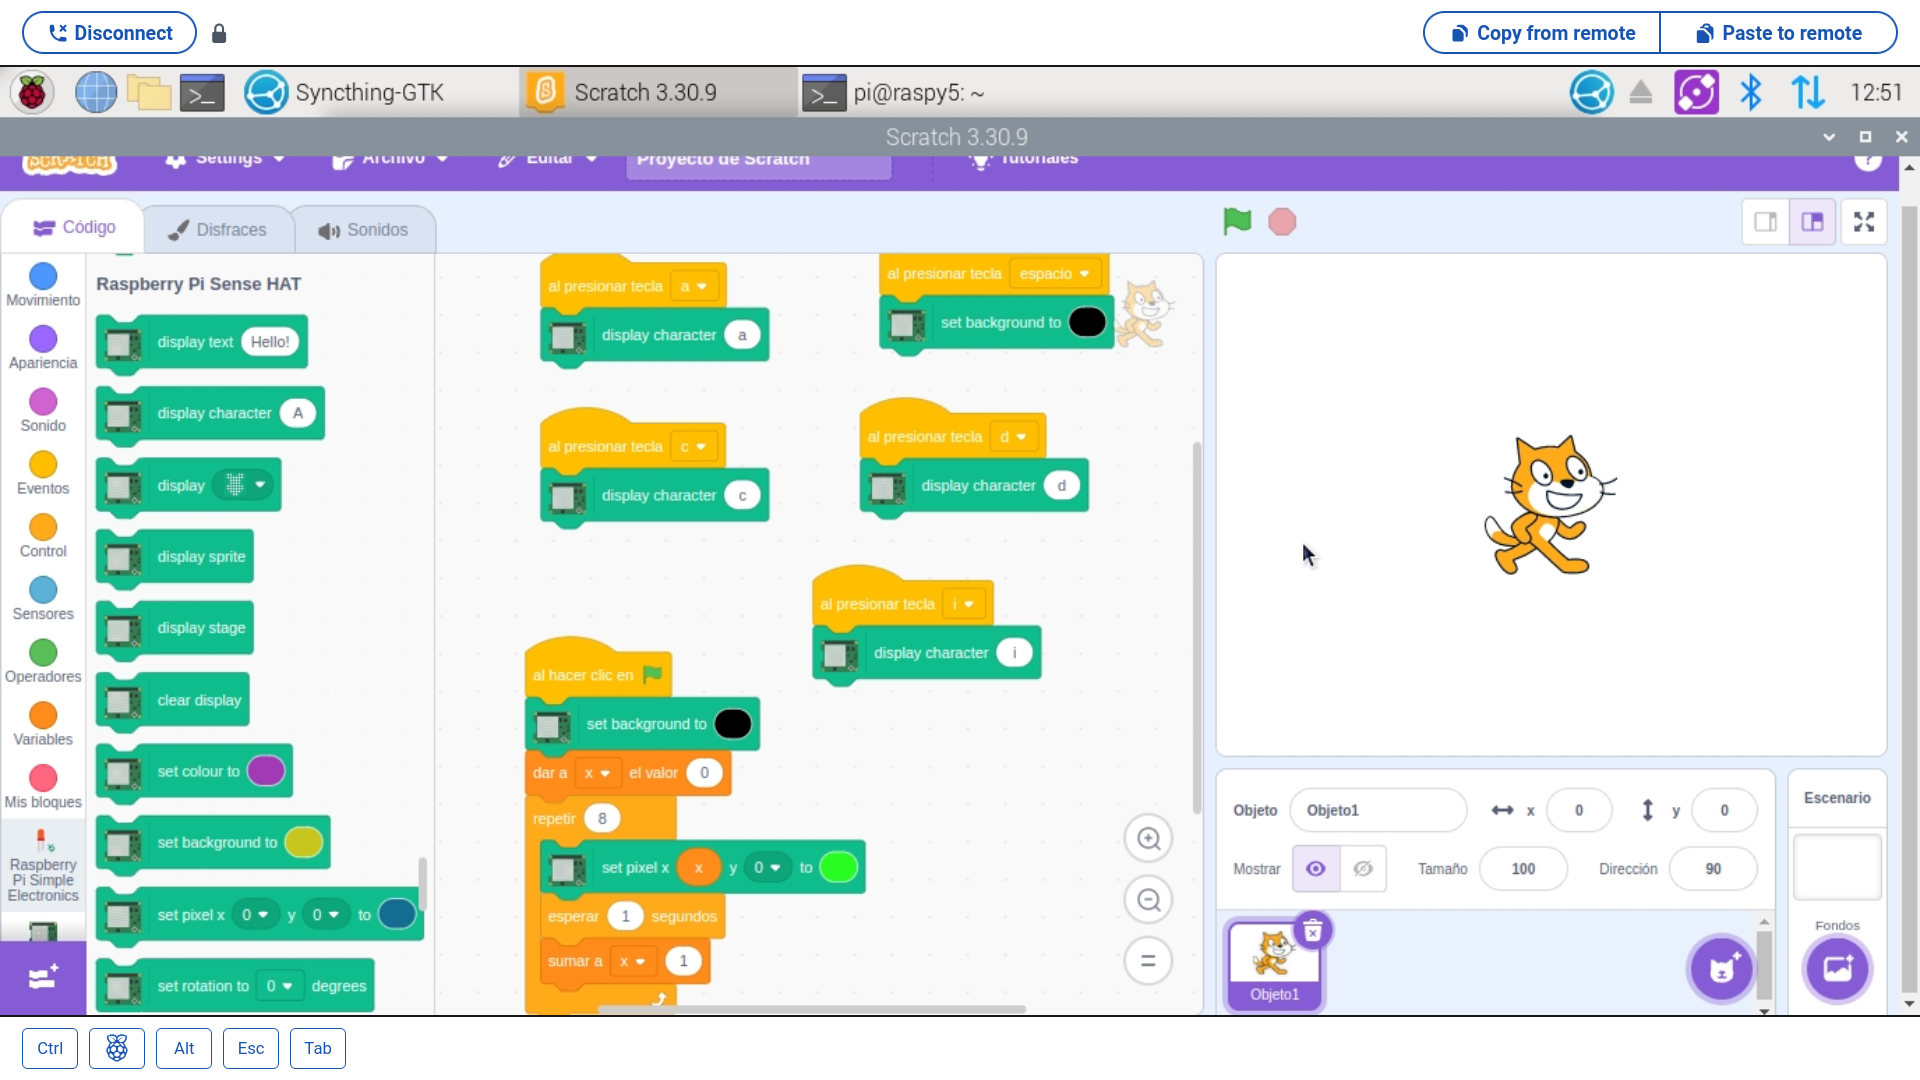 Disconnect
Copy from remote
Paste to remote
Syncthing-GTK
Scratch 3.30.9
pi@raspy5: ~
12:51
Scratch 3.30.9
SCRATCH
Settings
Archivo
Editar
Proyecto de Scratch
Tutoriales
?
Código
Disfraces
Sonidos
Movimiento
Apariencia
Sonido
Eventos
Control
Sensores
Operadores
Variables
Mis bloques
Raspberry
Pi Simple
Electronics
Raspberry Pi Sense HAT
display text Hello!
display character A
display
display sprite
display stage
clear display
set colour to
set background to
set pixel x 0 y 0 to
set rotation to 0 degrees
al presionar tecla a
display character a
al presionar tecla espacio
set background to
al presionar tecla c
display character c
al presionar tecla d
display character d
al presionar tecla i
display character i
al hacer clic en
set background to
dar a x el valor 0
repetir 8
set pixel x x y 0 to
esperar 1 segundos
sumar a x 1
Objeto Objeto1 x 0 y 0
Mostrar Tamaño 100 Dirección 90
Objeto1
Escenario
Fondos
Ctrl
Alt
Esc
Tab